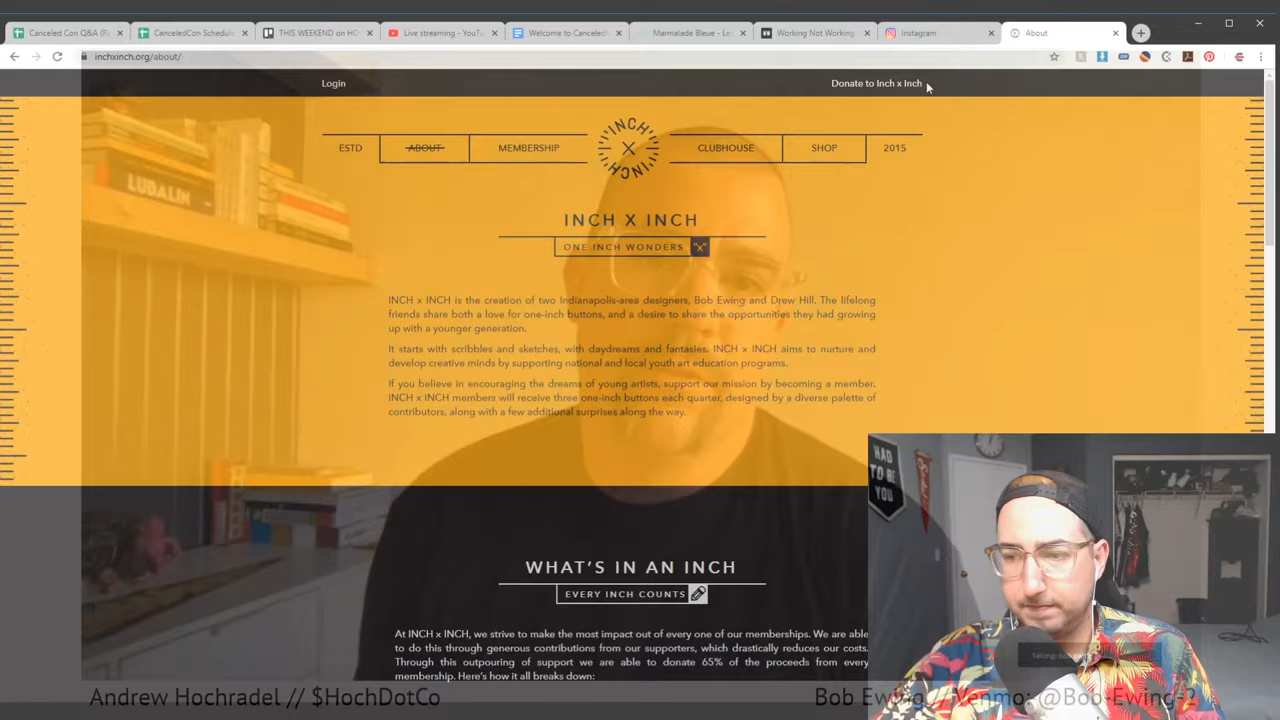 Canceled Q&A (R
CanceledCon Schedul
THIS WEEKEND on HO
Live streaming - YouTu
Welcome to Canceled
Marmalade Bleue - Le
Working Not Working
Instagram
About
inchxinch.org/about/
Login
Donate to Inch x Inch
ESTD
ABOUT
MEMBERSHIP
INCH X INCH
CLUBHOUSE
SHOP
2015
LUBALIN
INCH X INCH
ONE INCH WONDERS "x"
INCH x INCH is the creation of two Indianapolis-area designers, Bob Ewing and Drew Hill. The lifelong
friends share both a love for one-inch buttons, and a desire to share the opportunities they had growing
up with a younger generation.
It starts with scribbles and sketches, with daydreams and fantasies. INCH x INCH aims to nurture and
develop creative minds by supporting national and local youth art education programs.
If you believe in encouraging the dreams of young artists, support our mission by becoming a member.
INCH x INCH members will receive three one-inch buttons each quarter, designed by a diverse palette of
contributors, along with a few additional surprises along the way.
HAD
TO BE
YOU
WHAT'S IN AN INCH
EVERY INCH COUNTS
At INCH x INCH, we strive to make the most impact out of every one of our memberships. We are able
to do this through generous contributions from our supporters, which drastically reduces our costs.
Through this outpouring of support we are able to donate 65% of the proceeds from every
membership. Here's how it all breaks down:
Talking: bob
Andrew Hochradel // $HochDotCo
Bob Ewing // Venmo: @Bob-Ewing-2